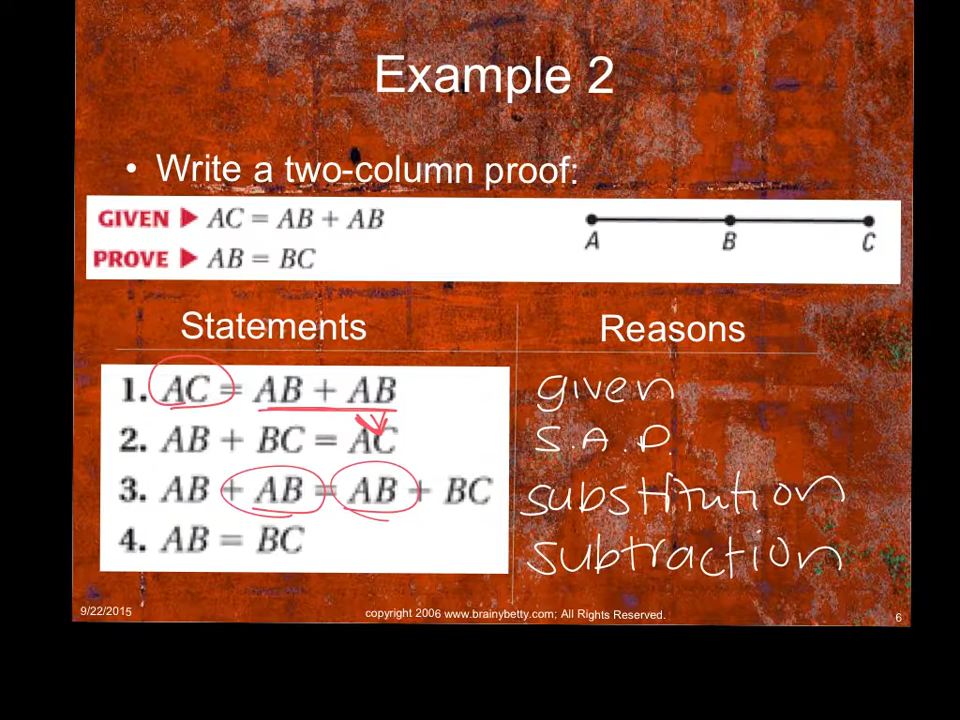 Example 2
• Write a two-column proof:
GIVEN ▶ AC = AB + AB
PROVE ▶ AB = BC
A B C
Statements Reasons
1. AC = AB + AB given
2. AB + BC = AC S.A.P.
3. AB + AB = AB + BC substitution
4. AB = BC subtraction
9/22/2015 copyright 2006 www.brainybetty.com; All Rights Reserved. 6